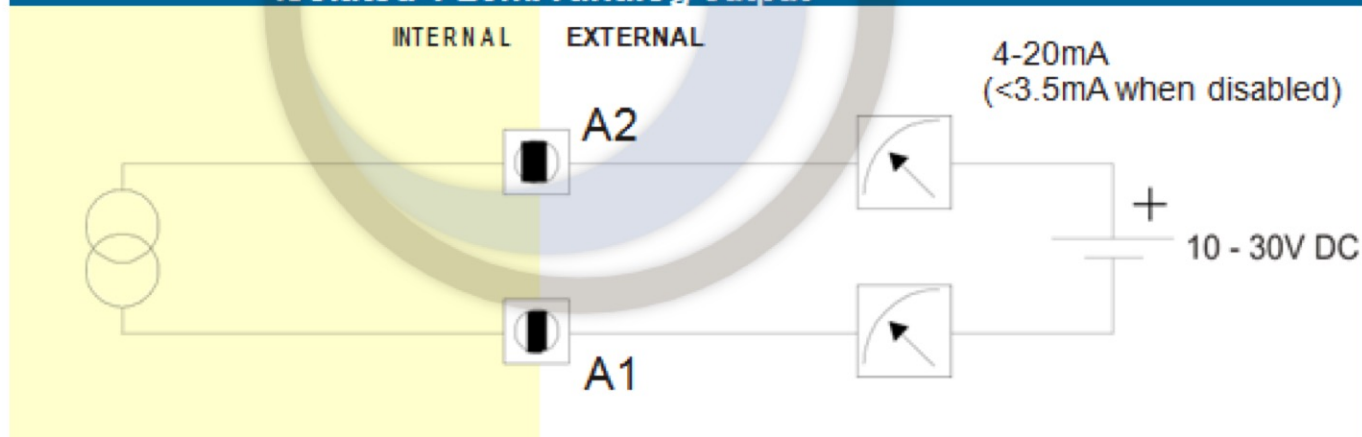 INTERNAL EXTERNAL
4-20mA
(<3.5mA when disabled)
A2
+
10 - 30V DC
A1